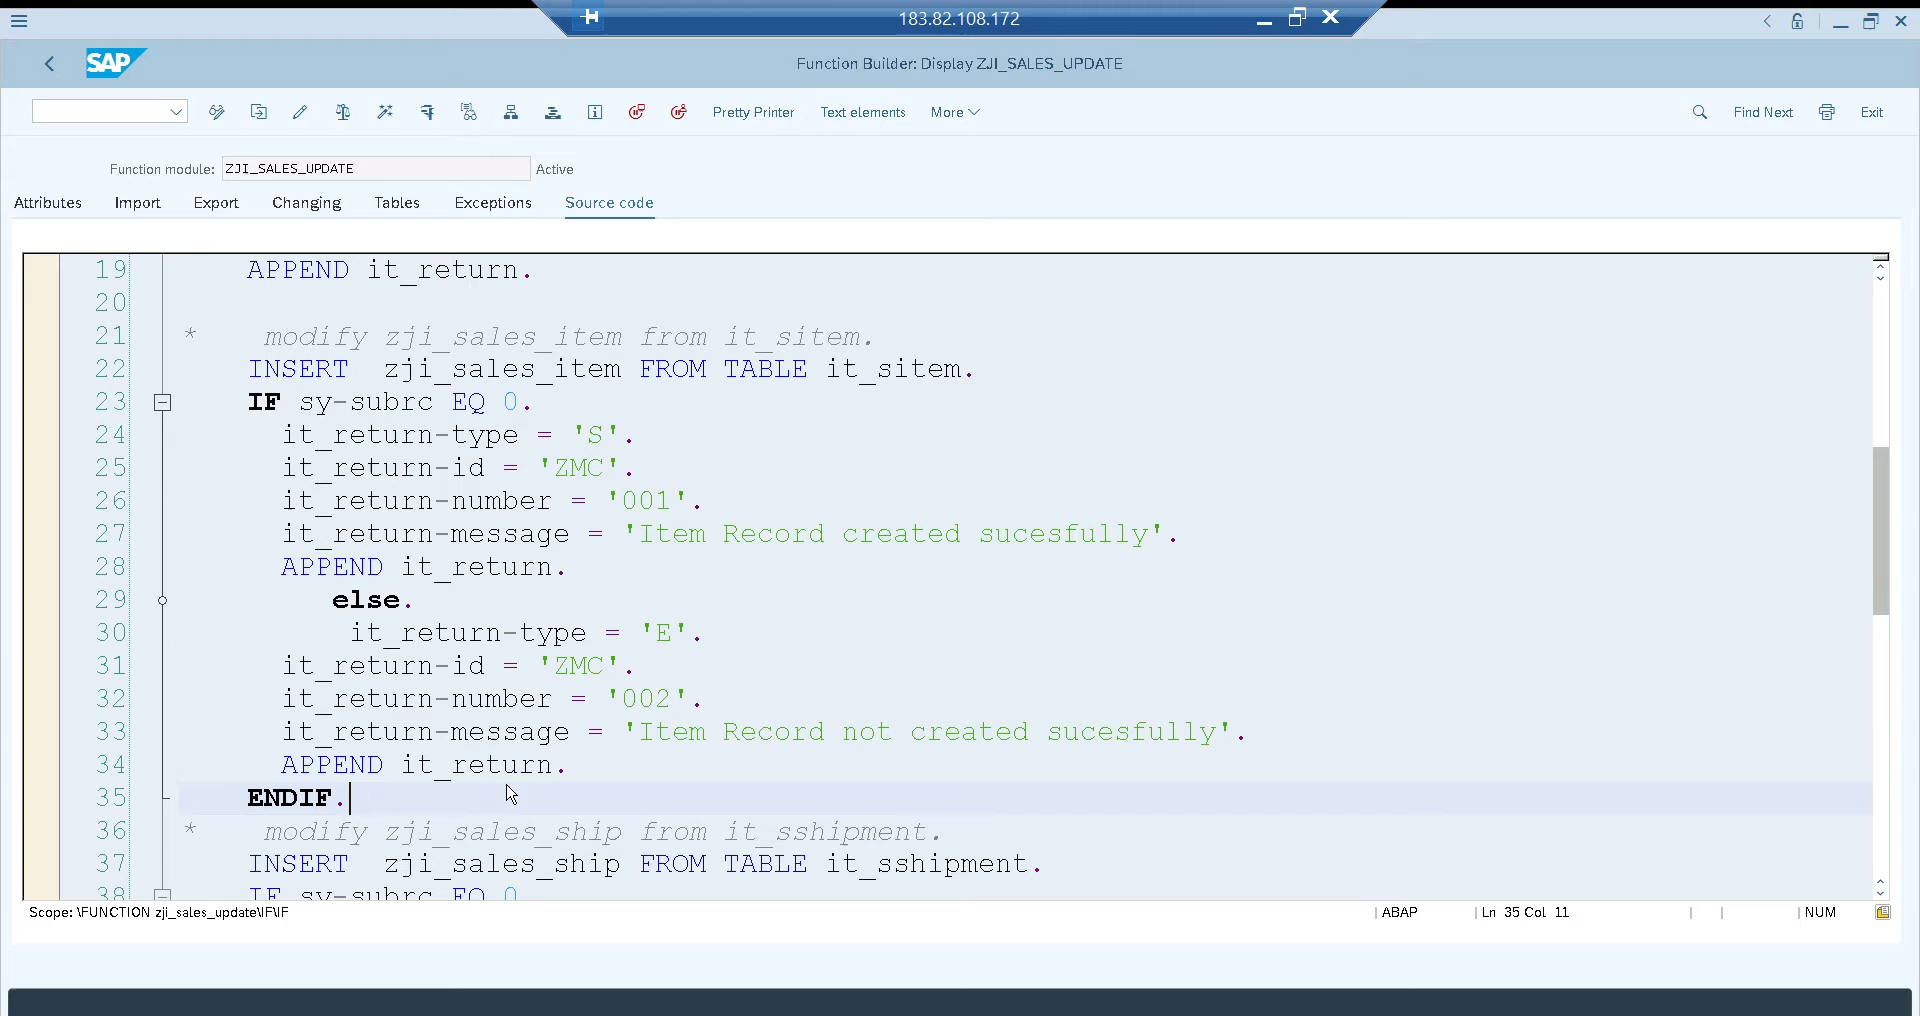 183.82.108.172
SAP
Function Builder: Display ZJI_SALES_UPDATE
Pretty Printer
Text elements
More
Find Next
Exit
Function module: ZJI_SALES_UPDATE Active
Attributes Import Export Changing Tables Exceptions Source code
19 APPEND it_return.
20
21 * modify zji_sales_item from it_sitem.
22 INSERT zji_sales_item FROM TABLE it_sitem.
23 IF sy-subrc EQ 0.
24 it_return-type = 'S'.
25 it_return-id = 'ZMC'.
26 it_return-number = '001'.
27 it_return-message = 'Item Record created sucesfully'.
28 APPEND it_return.
29 else.
30 it_return-type = 'E'.
31 it_return-id = 'ZMC'.
32 it_return-number = '002'.
33 it_return-message = 'Item Record not created sucesfully'.
34 APPEND it_return.
35 ENDIF.
36 * modify zji_sales_ship from it_sshipment.
37 INSERT zji_sales_ship FROM TABLE it_sshipment.
38 IF sy-subrc EQ 0
Scope: \FUNCTION zji_sales_update\IF\IF
ABAP
Ln 35 Col 11
NUM